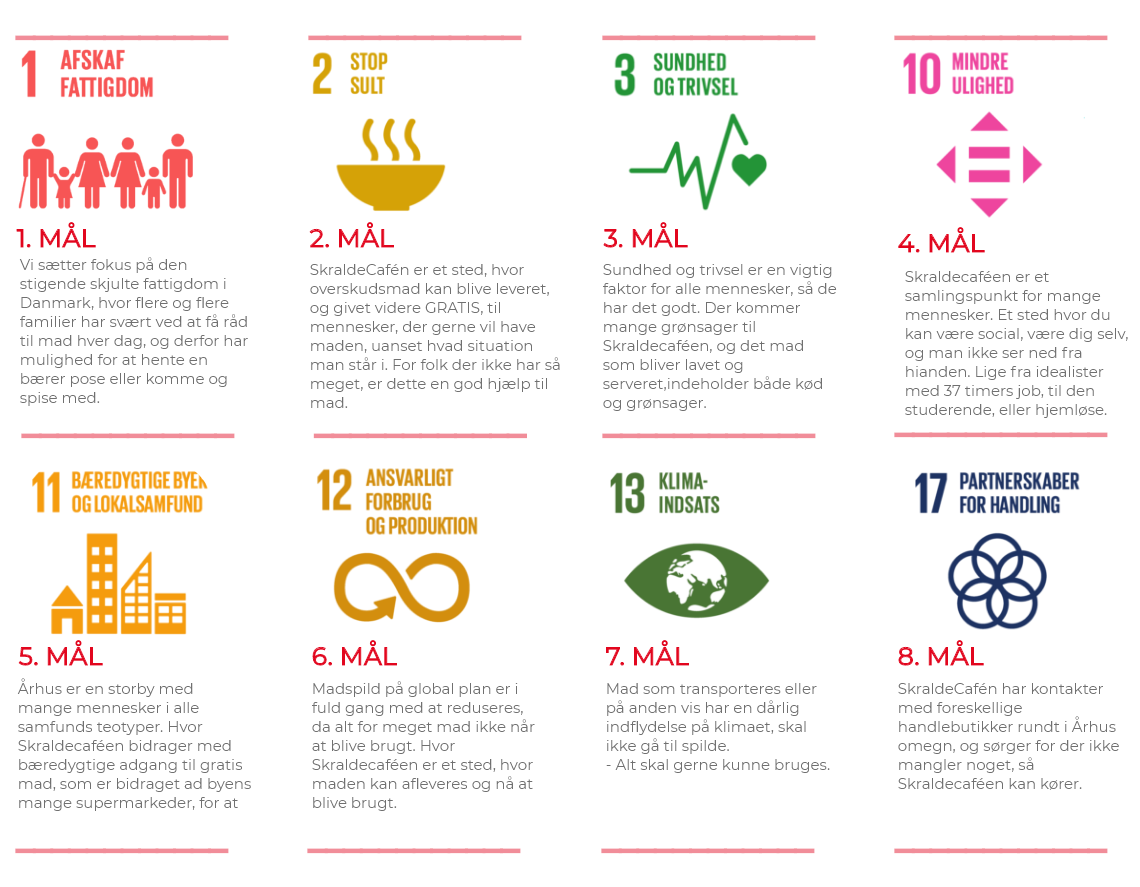 1
AFSKAF
FATTIGDOM
1. MÅL
Vi sætter fokus på den
stigende skjulte fattigdom i
Danmark, hvor flere og flere
familier har svært ved at få råd
til mad hver dag, og derfor har
mulighed for at hente en
bærer pose eller komme og
spise med.
2
STOP
SULT
2. MÅL
SkraldeCafén er et sted, hvor
overskudsmad kan blive leveret,
og givet videre GRATIS, til
mennesker, der gerne vil have
maden, uanset hvad situation
man står i. For folk der ikke har så
meget, er dette en god hjælp til
mad.
3
SUNDHED
OG TRIVSEL
3. MÅL
Sundhed og trivsel er en vigtig
faktor for alle mennesker, så de
har det godt. Der kommer
mange grønsager til
Skraldecaféen, og det mad
som bliver lavet og
serveret,indeholder både kød
og grønsager.
10
MINDRE
ULIGHED
4. MÅL
Skraldecaféen er et
samlingspunkt for mange
mennesker. Et sted hvor du
kan være social, være dig selv,
og man ikke ser ned fra
hianden. Lige fra idealister
med 37 timers job, til den
studerende, eller hjemløse.
11
BÆREDYGTIGE BYER
OG LOKALSAMFUND
5. MÅL
Århus er en storby med
mange mennesker i alle
samfunds teotyper. Hvor
Skraldecaféen bidrager med
bæredygtige adgang til gratis
mad, som er bidraget ad byens
mange supermarkeder, for at
12
ANSVARLIGT
FORBRUG
OG PRODUKTION
6. MÅL
Madspild på global plan er i
fuld gang med at reduseres,
da alt for meget mad ikke når
at blive brugt. Hvor
Skraldecaféen er et sted, hvor
maden kan afleveres og nå at
blive brugt.
13
KLIMA-
INDSATS
7. MÅL
Mad som transporteres eller
på anden vis har en dårlig
indflydelse på klimaet, skal
ikke gå til spilde.
- Alt skal gerne kunne bruges.
17
PARTNERSKABER
FOR HANDLING
8. MÅL
SkraldeCafén har kontakter
med foreskellige
handlebutikker rundt i Århus
omegn, og sørger for der ikke
mangler noget, så
Skraldecaféen kan kører.